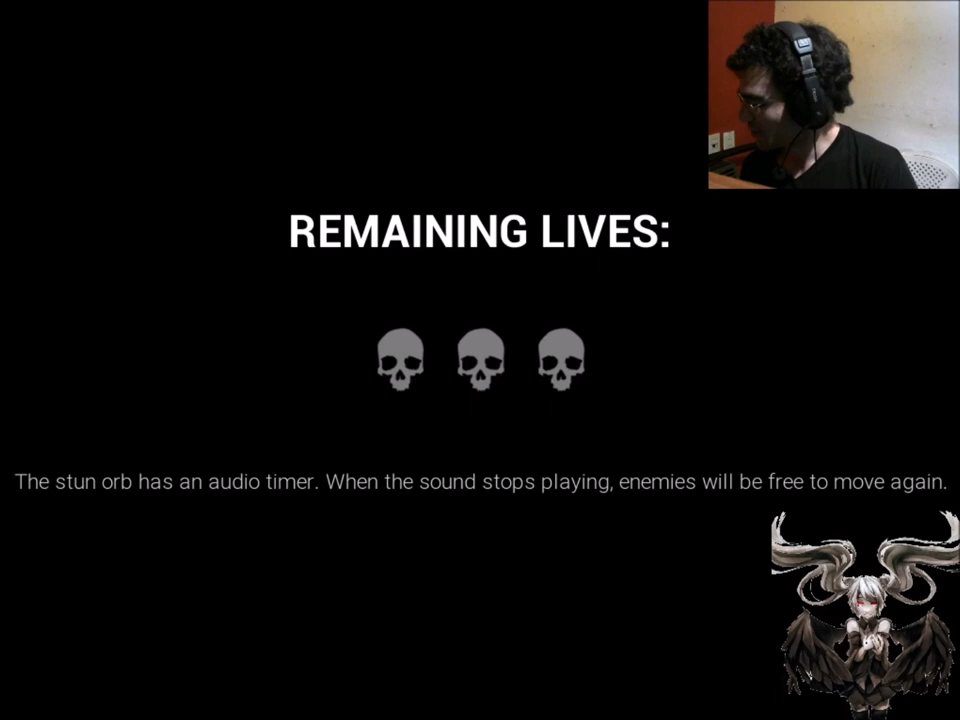 REMAINING LIVES:
The stun orb has an audio timer. When the sound stops playing, enemies will be free to move again.